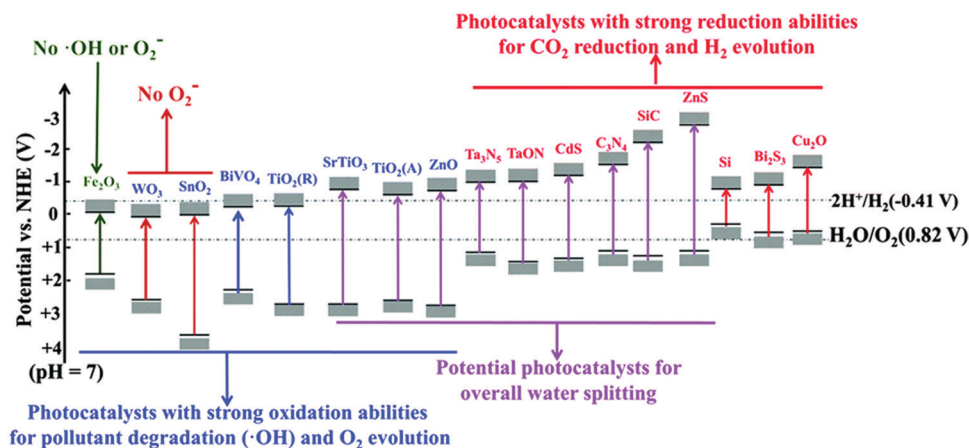 Photocatalysts with strong reduction abilities
for CO₂ reduction and H₂ evolution
No ·OH or O₂⁻
No O₂⁻
Potential vs. NHE (V)
-3
-2
-1
0
+1
+2
+3
+4
(pH = 7)
Fe₂O₃
WO₃
SnO₂
BiVO₄
TiO₂(R)
SrTiO₃
TiO₂(A)
ZnO
Ta₃N₅
TaON
CdS
C₃N₄
SiC
ZnS
Si
Bi₂S₃
Cu₂O
2H⁺/H₂(-0.41 V)
H₂O/O₂(0.82 V)
Potential photocatalysts for
overall water splitting
Photocatalysts with strong oxidation abilities
for pollutant degradation (·OH) and O₂ evolution